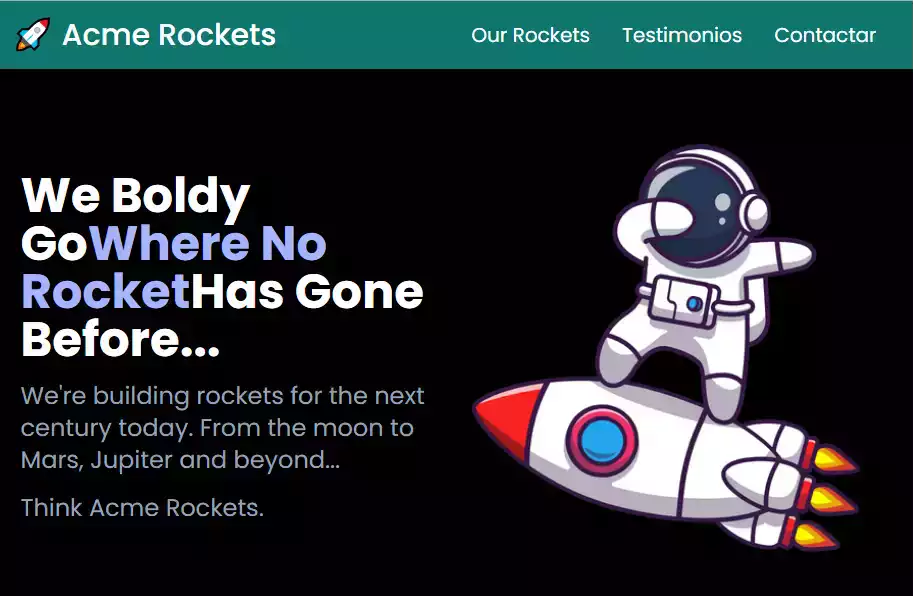 Acme Rockets
Our Rockets Testimonios Contactar
We Boldy
GoWhere No
RocketHas Gone
Before...
We're building rockets for the next
century today. From the moon to
Mars, Jupiter and beyond...
Think Acme Rockets.